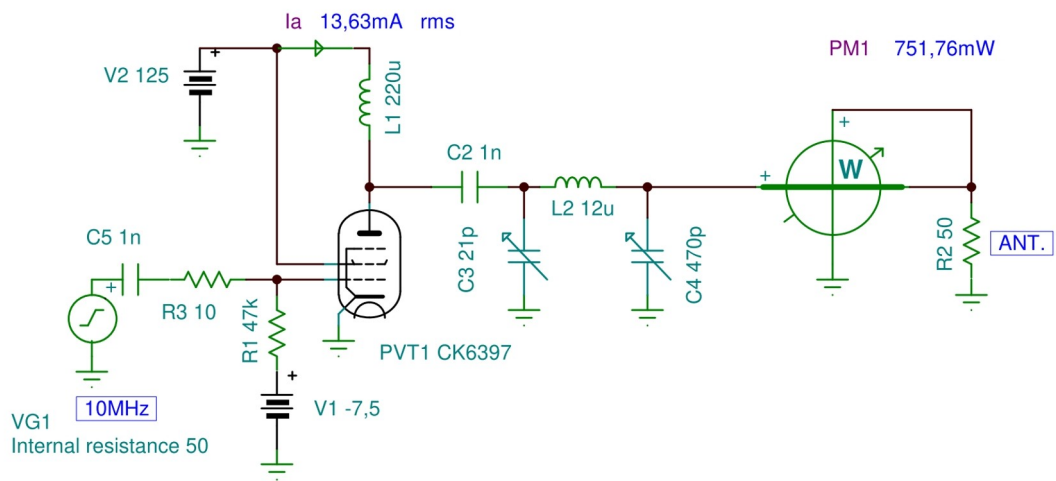 Ia 13,63mA rms
PM1 751,76mW
V2 125
+
L1 220u
+
W
C2 1n
+
L2 12u
C5 1n
C3 21p
C4 470p
R2 50
ANT.
+
R3 10
R1 47k
PVT1 CK6397
+
10MHz
V1 -7,5
VG1
Internal resistance 50